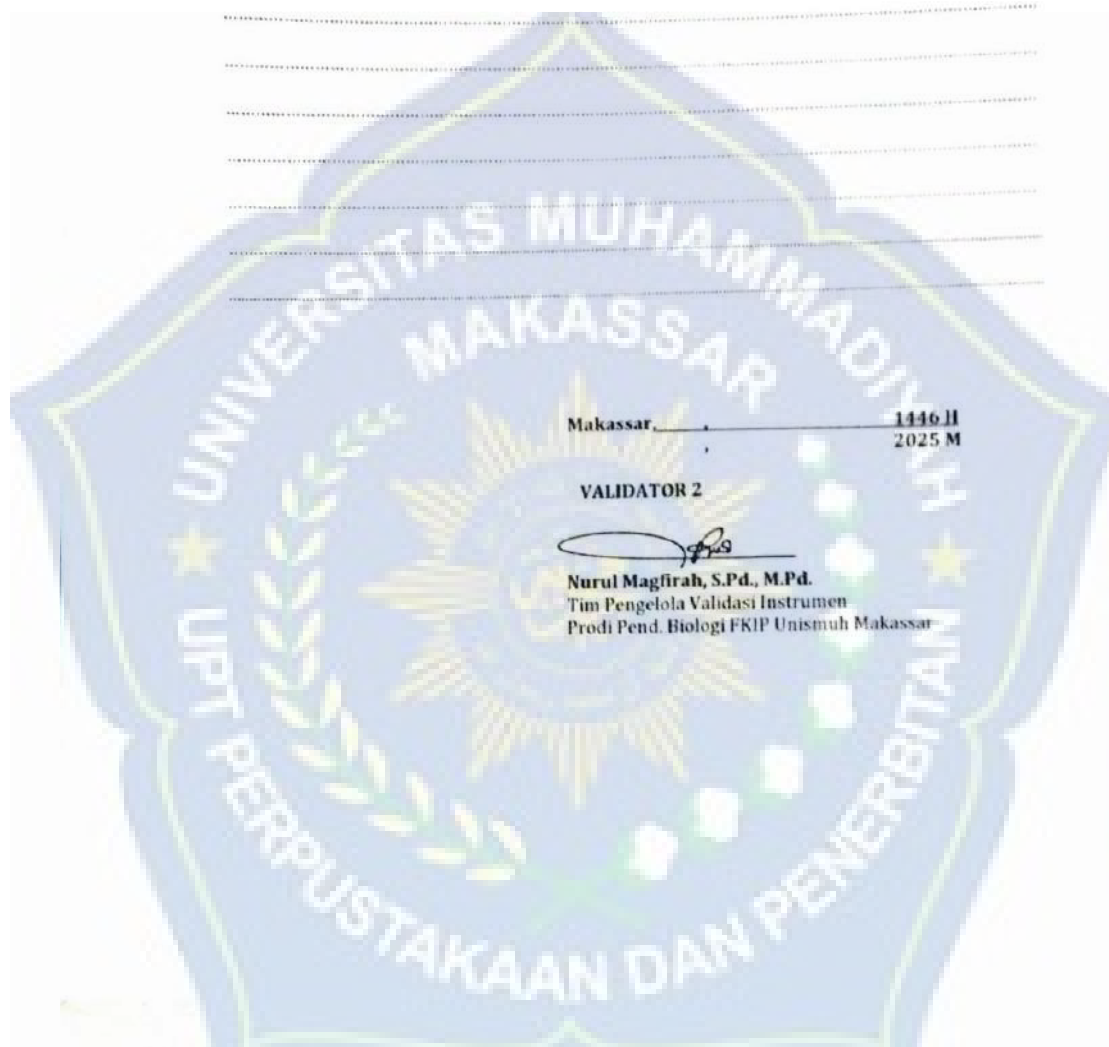 UNIVERSITAS MUHAMMADIYAH
MAKASSAR
Makassar, , 1446 H
, 2025 M
VALIDATOR 2
Nurul Magfirah, S.Pd., M.Pd.
Tim Pengelola Validasi Instrumen
Prodi Pend. Biologi FKIP Unismuh Makassar
UPT PERPUSTAKAAN DAN PENERBITAN